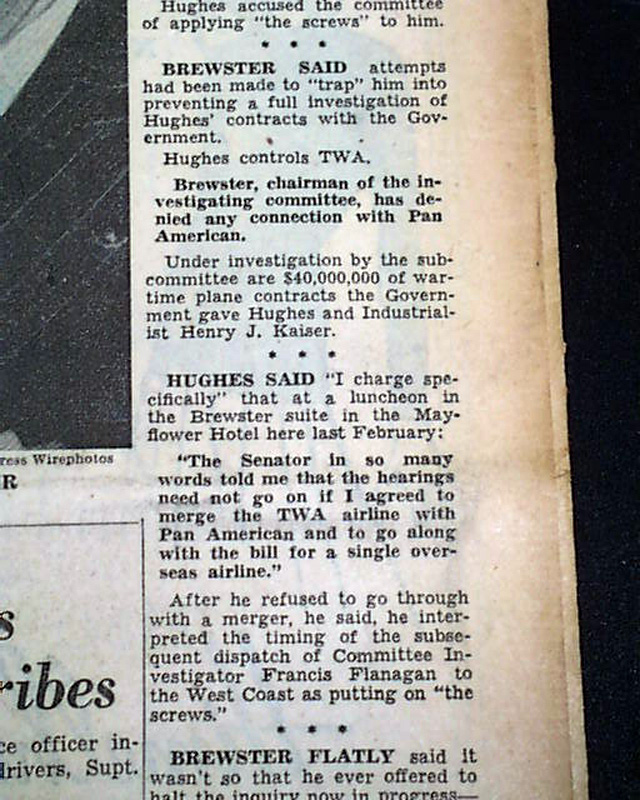 Hughes accused the committee
of applying "the screws" to him.
* * *
BREWSTER SAID attempts
had been made to "trap" him into
preventing a full investigation of
Hughes' contracts with the Gov-
ernment.
Hughes controls TWA.
Brewster, chairman of the in-
vestigating committee, has de-
nied any connection with Pan
American.
Under investigation by the sub-
committee are $40,000,000 of war-
time plane contracts the Govern-
ment gave Hughes and Industrial-
ist Henry J. Kaiser.
* * *
HUGHES SAID "I charge spe-
cifically" that at a luncheon in
the Brewster suite in the May-
flower Hotel here last February:
"The Senator in so many
words told me that the hearings
need not go on if I agreed to
merge the TWA airline with
Pan American and to go along
with the bill for a single over-
seas airline."
After he refused to go through
with a merger, he said, he inter-
preted the timing of the subse-
quent dispatch of Committee In-
vestigator Francis Flanagan to
the West Coast as putting on "the
screws."
* * *
BREWSTER FLATLY said it
wasn't so that he ever offered to
halt the inquiry now in progress—
ress Wirephotos
R
s
ribes
ce officer in-
drivers, Supt.